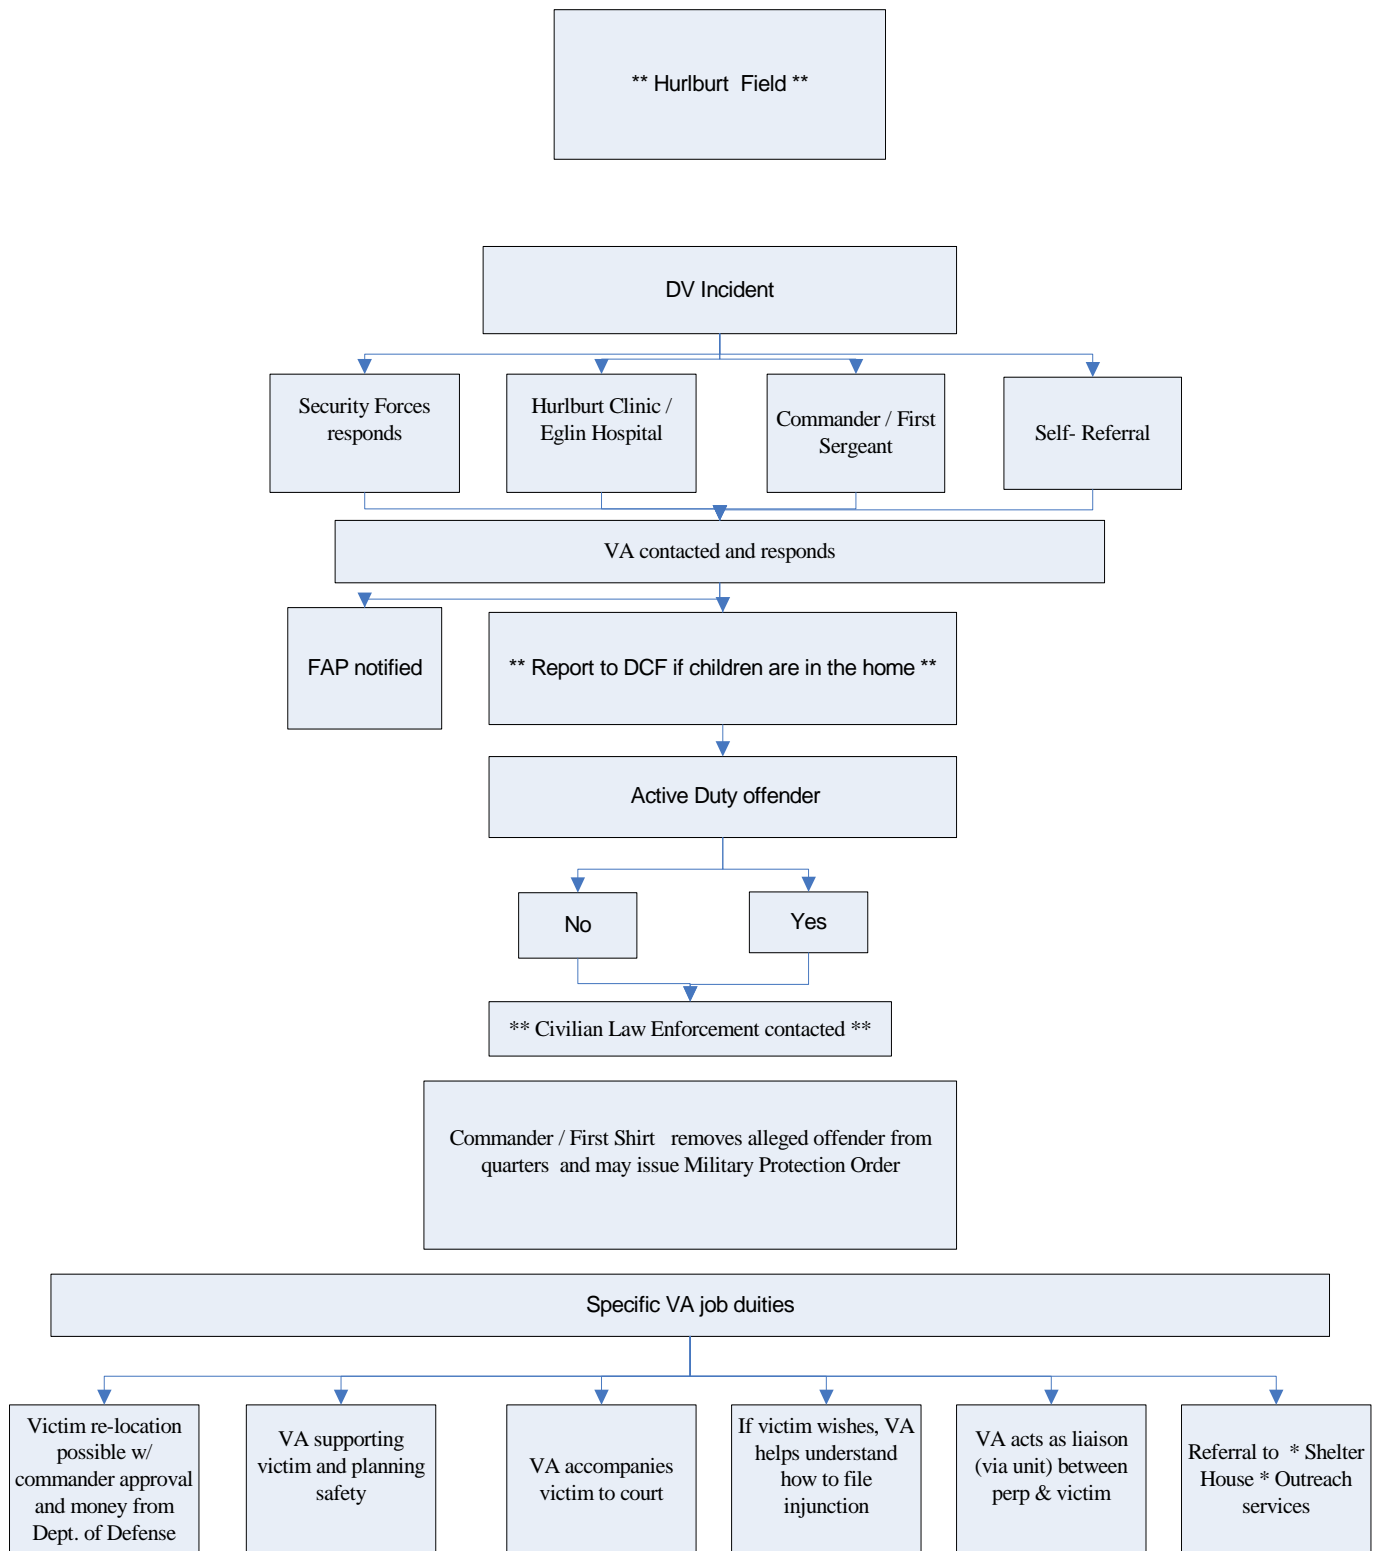 ** Hurlburt Field **
DV Incident
Security Forces
responds
Hurlburt Clinic /
Eglin Hospital
Commander / First
Sergeant
Self- Referral
VA contacted and responds
FAP notified
** Report to DCF if children are in the home **
Active Duty offender
No
Yes
** Civilian Law Enforcement contacted **
Commander / First Shirt removes alleged offender from
quarters and may issue Military Protection Order
Specific VA job duities
Victim re-location
possible w/
commander approval
and money from
Dept. of Defense
VA supporting
victim and planning
safety
VA accompanies
victim to court
If victim wishes, VA
helps understand
how to file
injunction
VA acts as liaison
(via unit) between
perp & victim
Referral to * Shelter
House * Outreach
services